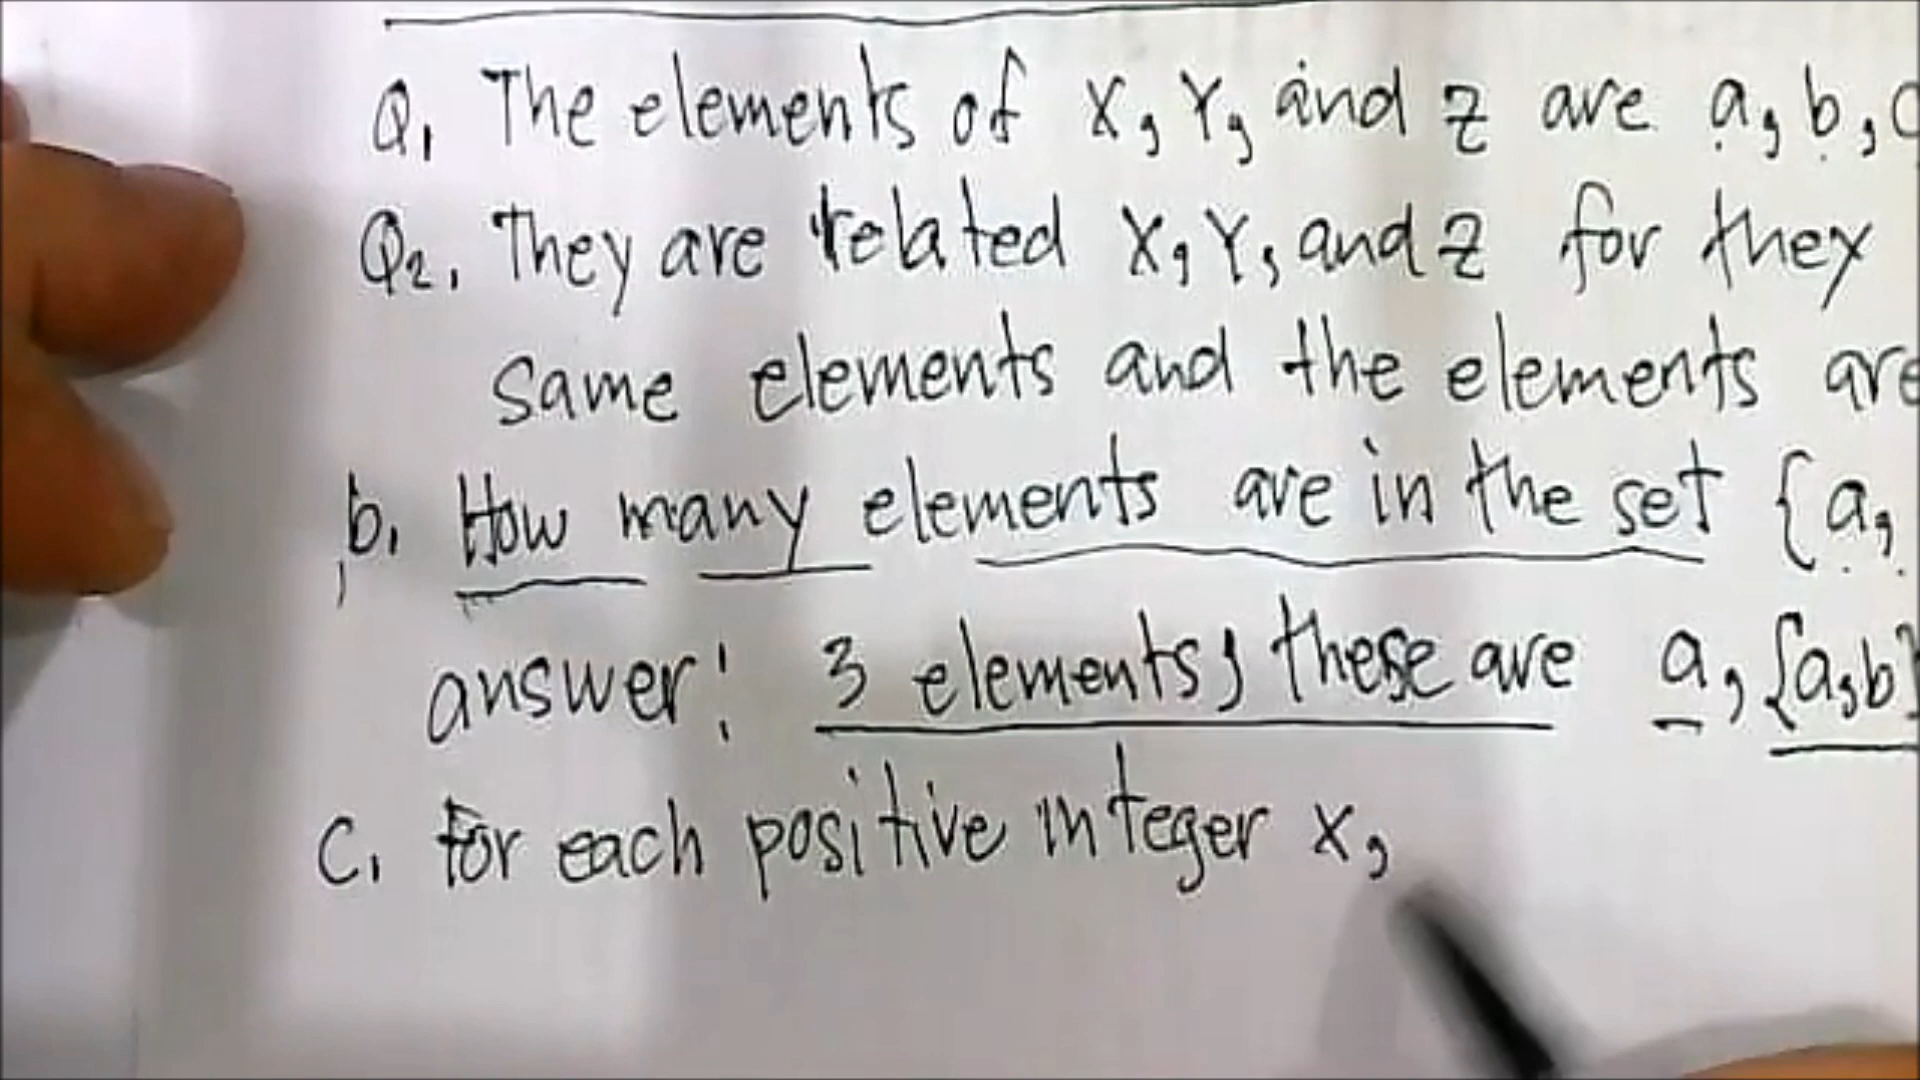 Q1 The elements of X, Y, and Z are a, b, c
Q2. They are related X, Y, and Z for they
same elements and the elements are
b. How many elements are in the set {a,
answer: 3 elements; these are a, {a,b}
C. For each positive integer x,